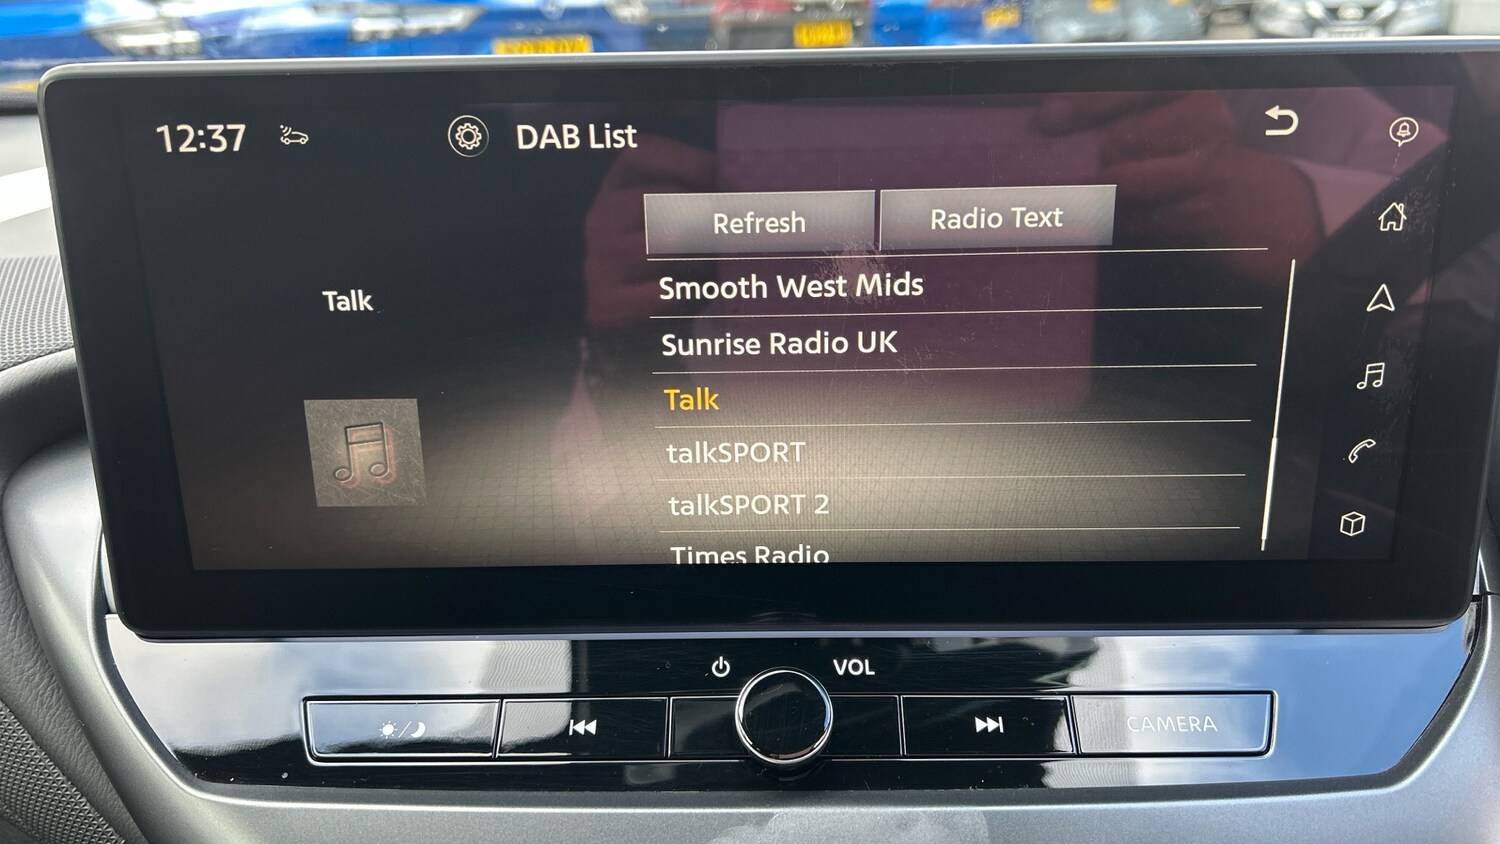 12:37
DAB List
Refresh
Radio Text
Talk
Smooth West Mids
Sunrise Radio UK
Talk
talkSPORT
talkSPORT 2
Times Radio
VOL
CAMERA